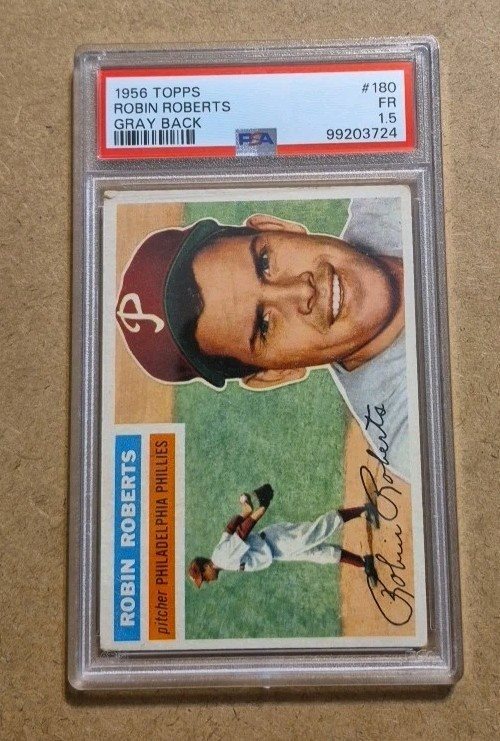 1956 TOPPS #180
ROBIN ROBERTS FR
GRAY BACK 1.5
PSA 99203724
P
ROBIN ROBERTS
pitcher PHILADELPHIA PHILLIES
Robin Roberts